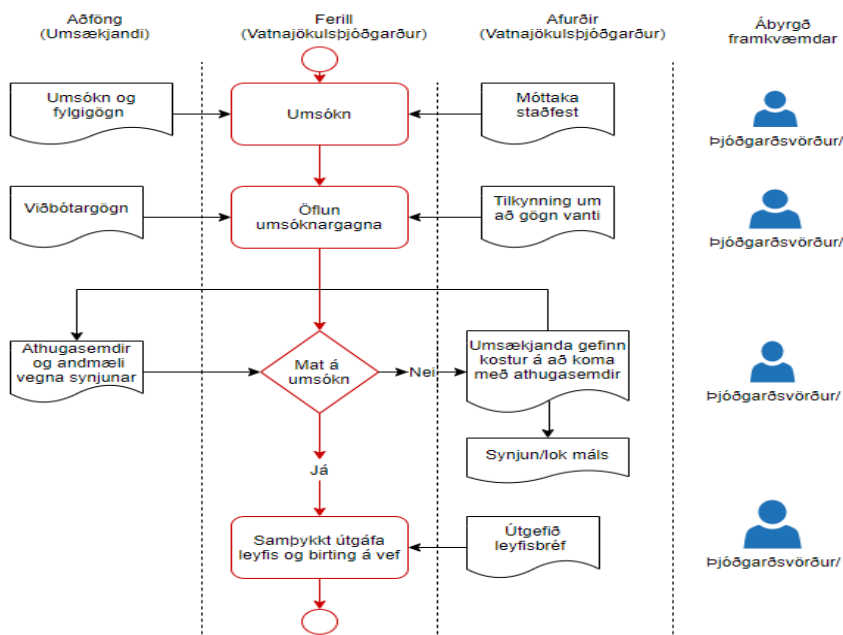 Aðföng
(Umsækjandi)
Ferill
(Vatnajökulsþjóðgarður)
Afurðir
(Vatnajökulsþjóðgarður)
Ábyrgð
framkvæmdar
Umsókn og
fylgigögn
Umsókn
Móttaka
staðfest
Þjóðgarðsvörður/
Viðbótargögn
Öflun
umsóknargagna
Tilkynning um
að gögn vanti
Þjóðgarðsvörður/
Athugasemdir
og andmæli
vegna synjunar
Mat á
umsókn
Nei
Umsækjanda gefinn
kostur á að koma
með athugasemdir
Þjóðgarðsvörður/
Synjun/lok máls
Já
Samþykkt útgáfa
leyfis og birting á vef
Útgefið
leyfisbréf
Þjóðgarðsvörður/